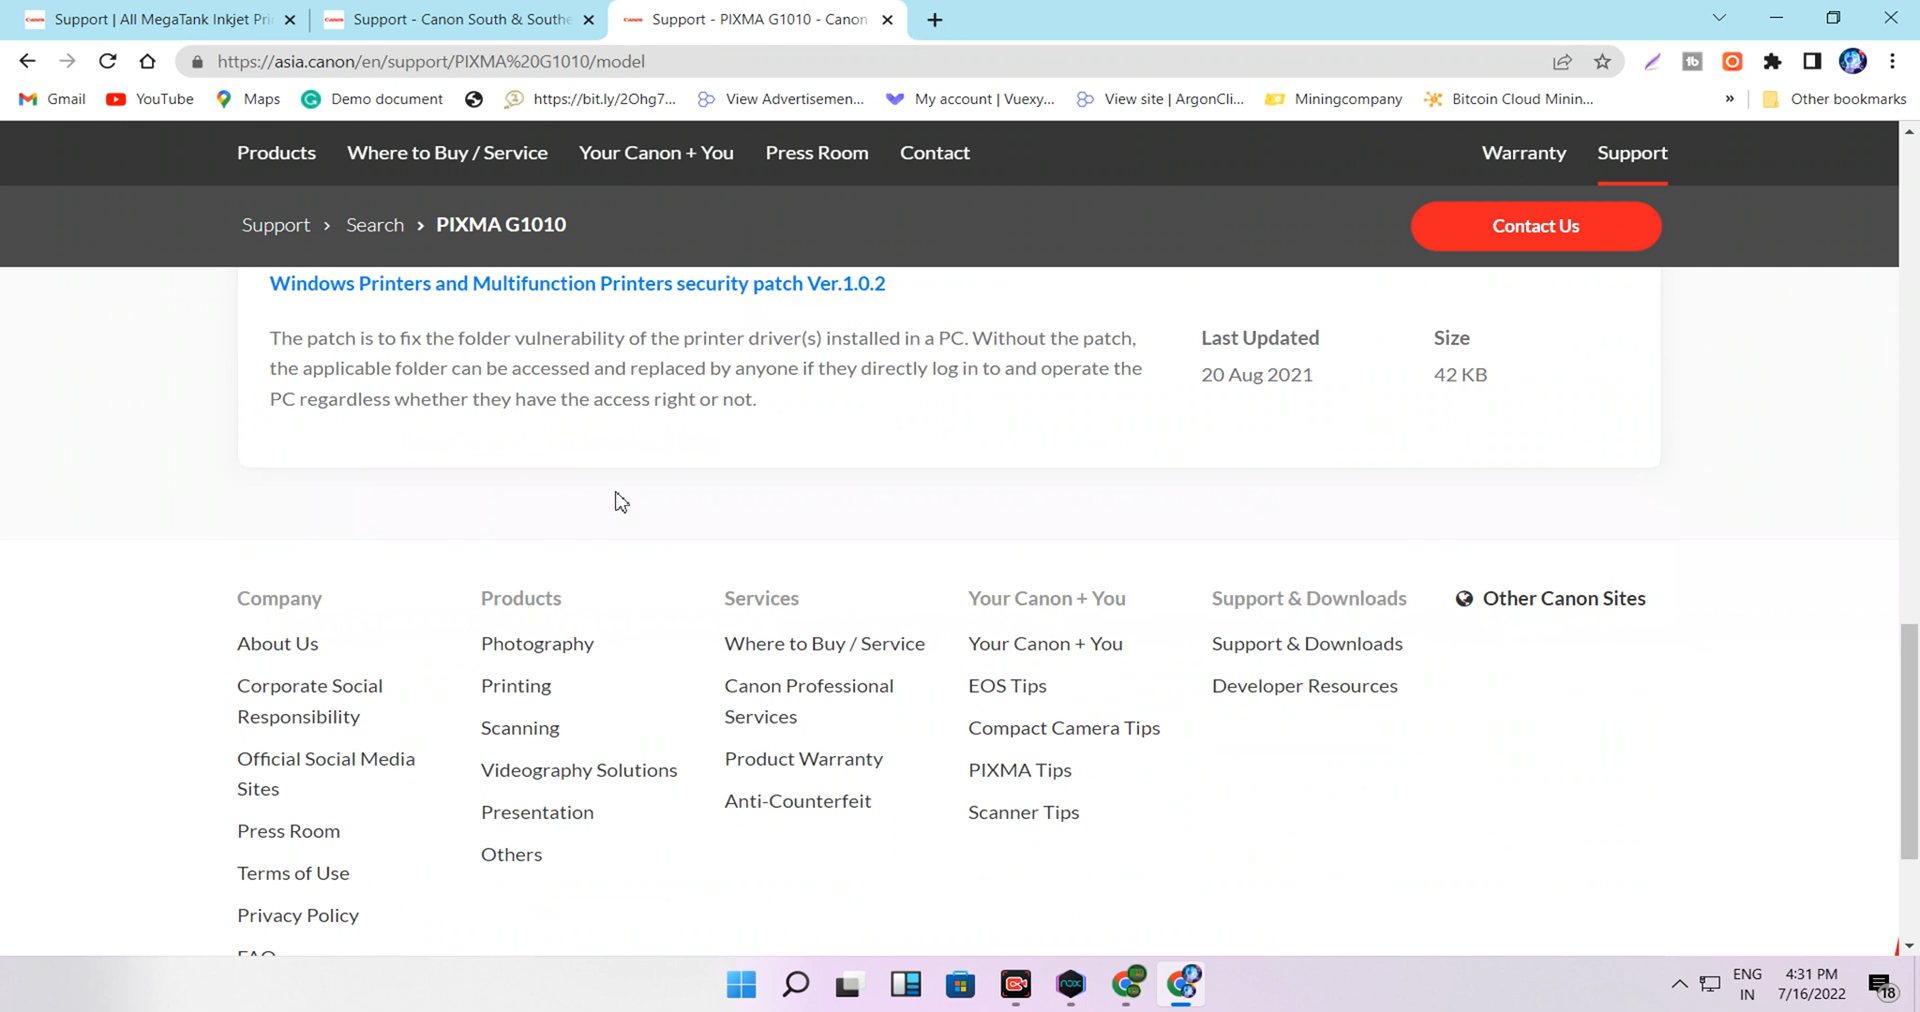 Support | All MegaTank Inkjet Pri
Support - Canon South & Southe
Canon Support - PIXMA G1010 - Canon
https://asia.canon/en/support/PIXMA%20G1010/model
Gmail YouTube Maps Demo document https://bit.ly/2Ohg7... View Advertisemen... My account | Vuexy... View site | ArgonCli... Miningcompany Bitcoin Cloud Minin... » Other bookmarks
Products Where to Buy / Service Your Canon + You Press Room Contact Warranty Support
Support › Search › PIXMA G1010 Contact Us
Windows Printers and Multifunction Printers security patch Ver.1.0.2
The patch is to fix the folder vulnerability of the printer driver(s) installed in a PC. Without the patch,
the applicable folder can be accessed and replaced by anyone if they directly log in to and operate the
PC regardless whether they have the access right or not.
Last Updated
20 Aug 2021
Size
42 KB
Company
About Us
Corporate Social
Responsibility
Official Social Media
Sites
Press Room
Terms of Use
Privacy Policy
FAQ
Products
Photography
Printing
Scanning
Videography Solutions
Presentation
Others
Services
Where to Buy / Service
Canon Professional
Services
Product Warranty
Anti-Counterfeit
Your Canon + You
Your Canon + You
EOS Tips
Compact Camera Tips
PIXMA Tips
Scanner Tips
Support & Downloads
Support & Downloads
Developer Resources
Other Canon Sites
nox
ENG
IN
4:31 PM
7/16/2022
18